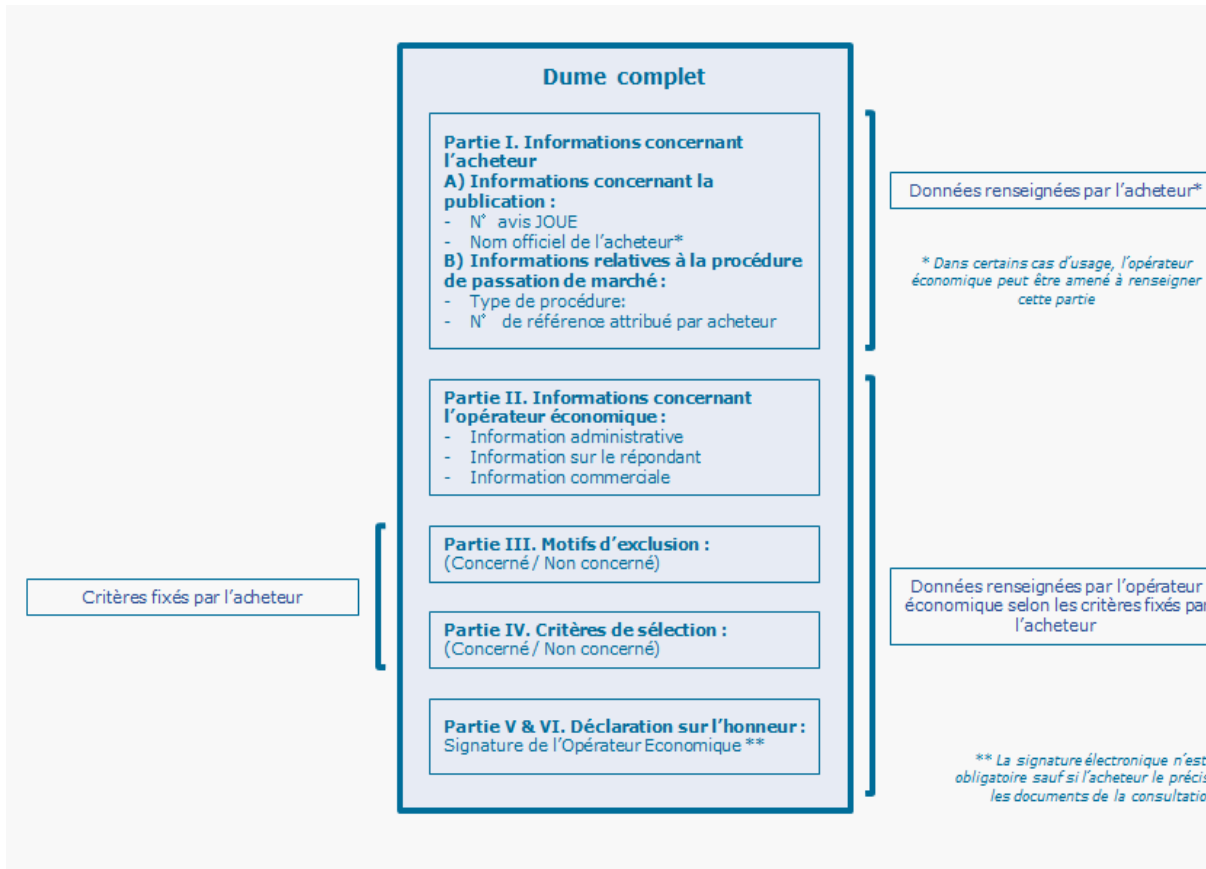 Dume complet
Partie I. Informations concernant
l'acheteur
A) Informations concernant la
publication :
- N° avis JOUE
- Nom officiel de l'acheteur*
B) Informations relatives à la procédure
de passation de marché :
- Type de procédure:
- N° de référence attribué par acheteur
Données renseignées par l'acheteur*
* Dans certains cas d'usage, l'opérateur
économique peut être amené à renseigner
cette partie
Partie II. Informations concernant
l'opérateur économique :
- Information administrative
- Information sur le répondant
- Information commerciale
Partie III. Motifs d'exclusion :
(Concerné / Non concerné)
Critères fixés par l'acheteur
Partie IV. Critères de sélection :
(Concerné / Non concerné)
Données renseignées par l'opérateur
économique selon les critères fixés par
l'acheteur
Partie V & VI. Déclaration sur l'honneur :
Signature de l'Opérateur Economique **
** La signature électronique n'est
obligatoire sauf si l'acheteur le précis
les documents de la consultatio